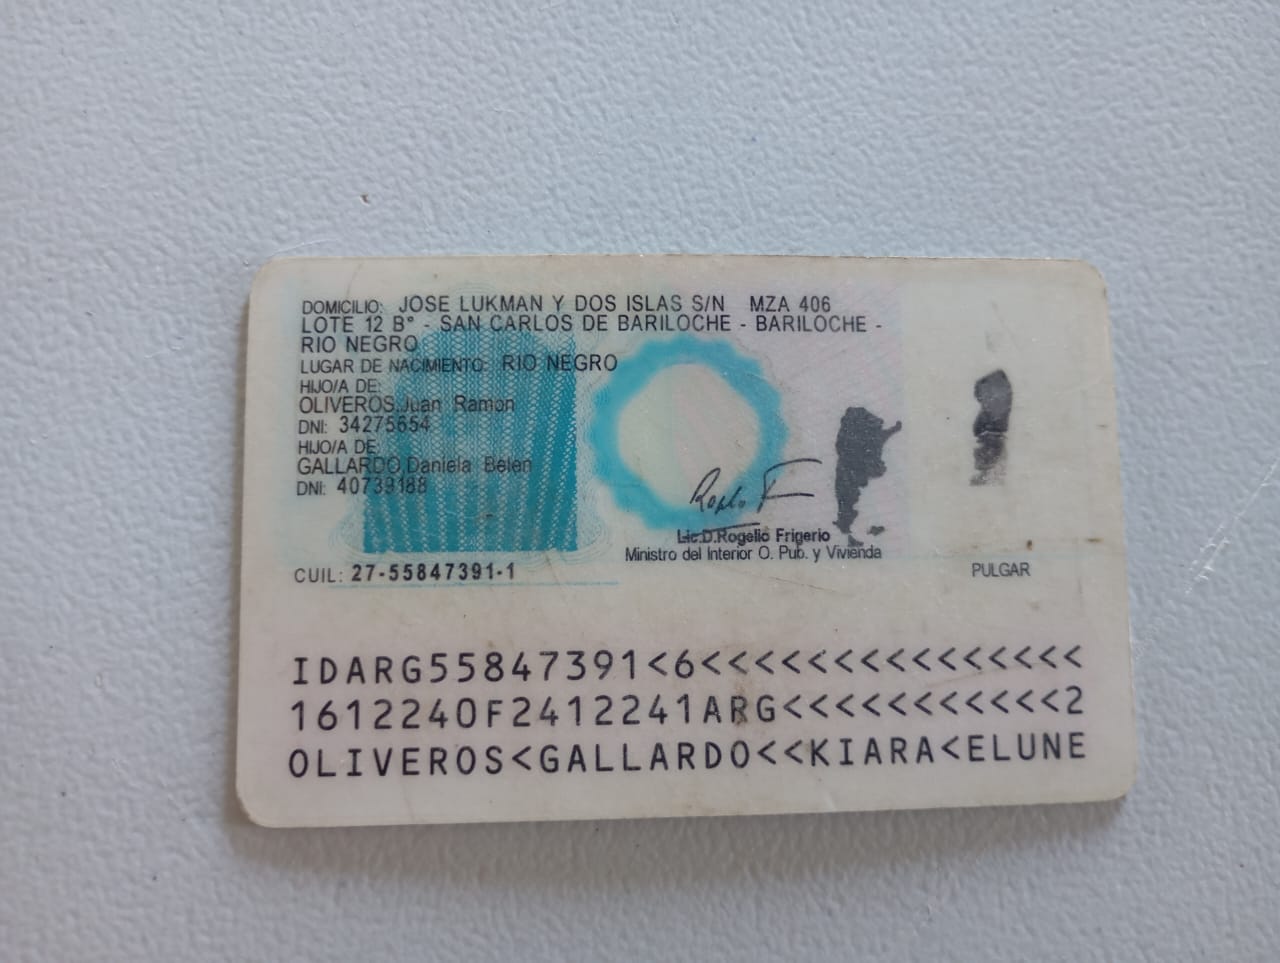 DOMICILIO: JOSE LUKMAN Y DOS ISLAS S/N MZA 406
LOTE 12 B° - SAN CARLOS DE BARILOCHE - BARILOCHE -
RIO NEGRO
LUGAR DE NACIMIENTO: RIO NEGRO
HIJO/A DE:
OLIVEROS,Juan Ramon
DNI: 34275654
HIJO/A DE:
GALLARDO,Daniela Belen
DNI: 40739188
Lic.D.Rogelio Frigerio
Ministro del Interior O. Pub. y Vivienda
CUIL: 27-55847391-1
PULGAR
IDARG55847391<6<<<<<<<<<<<<<<<
1612240F2412241ARG<<<<<<<<<<<2
OLIVEROS<GALLARDO<<KIARA<ELUNE